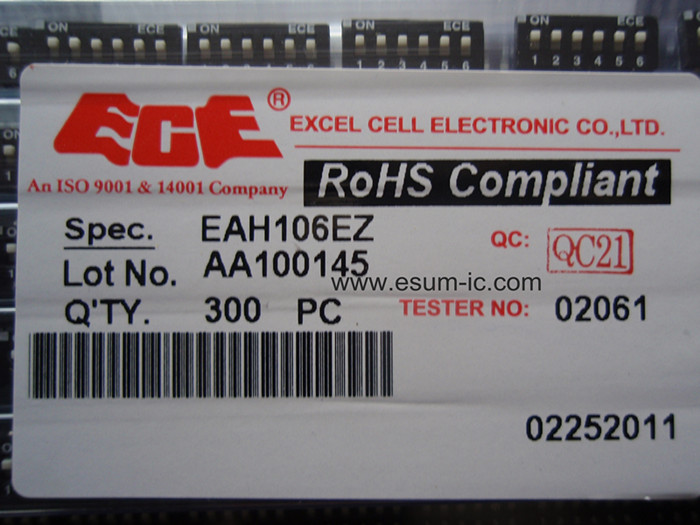 ON ECE
ON ECE
ON ECE
ON ECE
1 2 3 4 5 6
1 2 3 4 5 6
ECE®
EXCEL CELL ELECTRONIC CO.,LTD.
An ISO 9001 & 14001 Company
RoHS Compliant
Spec. EAH106EZ
QC: QC21
Lot No. AA100145
www.esum-ic.com
Q'TY. 300 PC
TESTER NO: 02061
02252011